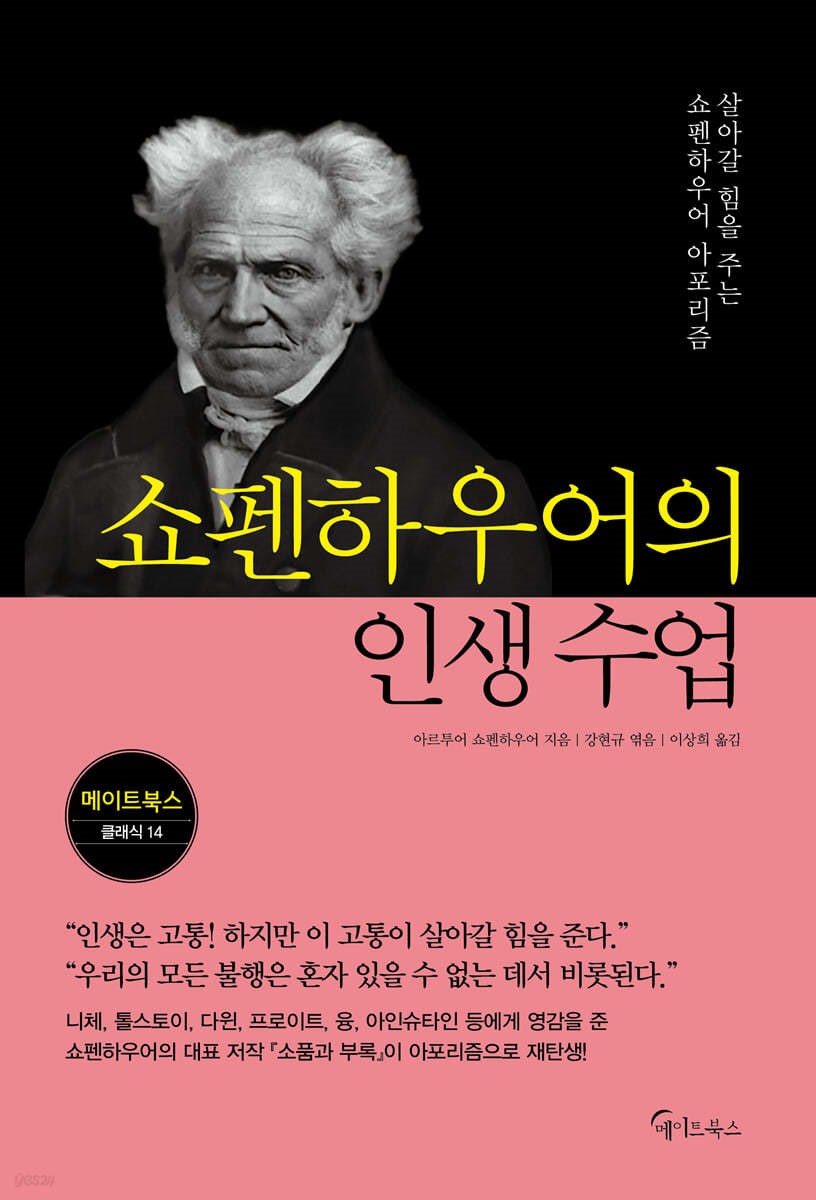 살아갈 힘을 주는
쇼펜하우어 아포리즘
쇼펜하우어의
인생 수업
아르투어 쇼펜하우어 지음 | 강현규 엮음 | 이상희 옮김
메이트북스
클래식 14
“인생은 고통! 하지만 이 고통이 살아갈 힘을 준다.”
“우리의 모든 불행은 혼자 있을 수 없는 데서 비롯된다.”
니체, 톨스토이, 다윈, 프로이트, 융, 아인슈타인 등에게 영감을 준
쇼펜하우어의 대표 저작 『소품과 부록』이 아포리즘으로 재탄생!
메이트북스
yes24